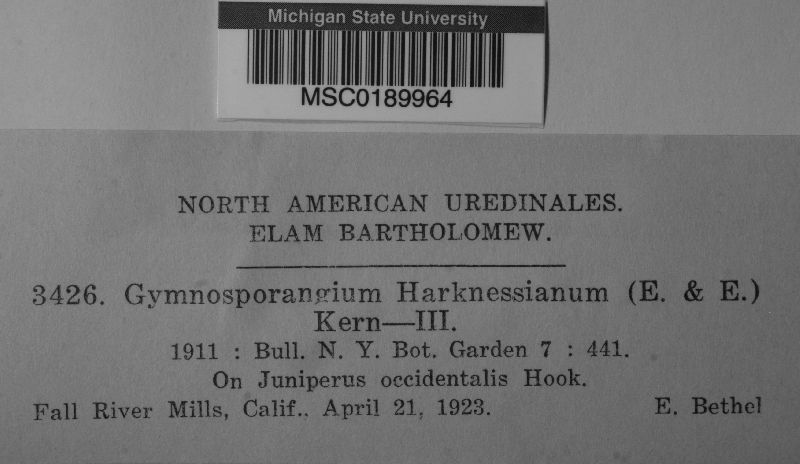 Michigan State University
MSC0189964
NORTH AMERICAN UREDINALES.
ELAM BARTHOLOMEW.
3426. Gymnosporangium Harknessianum (E. & E.)
Kern—III.
1911 : Bull. N. Y. Bot. Garden 7 : 441.
On Juniperus occidentalis Hook.
Fall River Mills, Calif.. April 21, 1923. E. Bethel